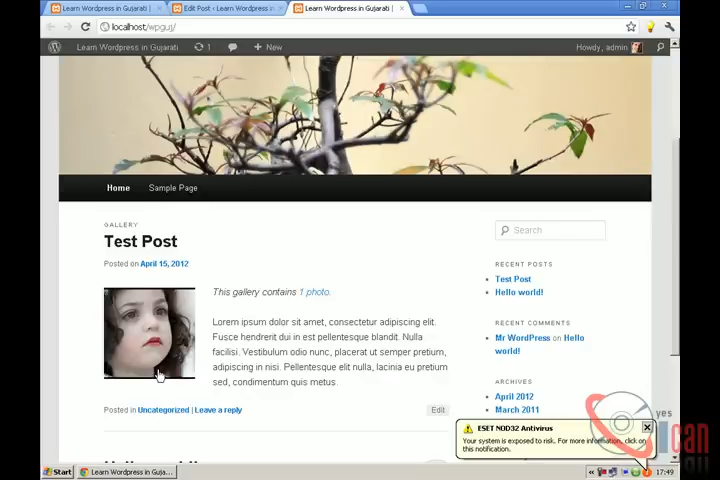 Learn Wordpress in Gujarati |
Edit Post ‹ Learn Wordpress in
Learn Wordpress in Gujarati |
localhost/wpguj/
Learn Wordpress in Gujarati
1
+ New
Howdy, admin
Home
Sample Page
GALLERY
Test Post
Posted on April 15, 2012
This gallery contains 1 photo.
Lorem ipsum dolor sit amet, consectetur adipiscing elit.
Proin hendrerit dui in est pellentesque blandit. Nulla
facilisi. Vestibulum odio nunc, placerat ut semper pretium,
adipiscing in nisi. Pellentesque elit nulla, lacinia eu pretium
sed, condimentum quis metus.
Posted in Uncategorized | Leave a reply
Edit
Search
RECENT POSTS
Test Post
Hello world!
RECENT COMMENTS
Mr WordPress on Hello
world!
ARCHIVES
April 2012
March 2011
yes
i can
ESET NOD32 Antivirus
Your system is exposed to risk. For more information, click on
this notification.
Start
Learn Wordpress in Gujara...
17:49